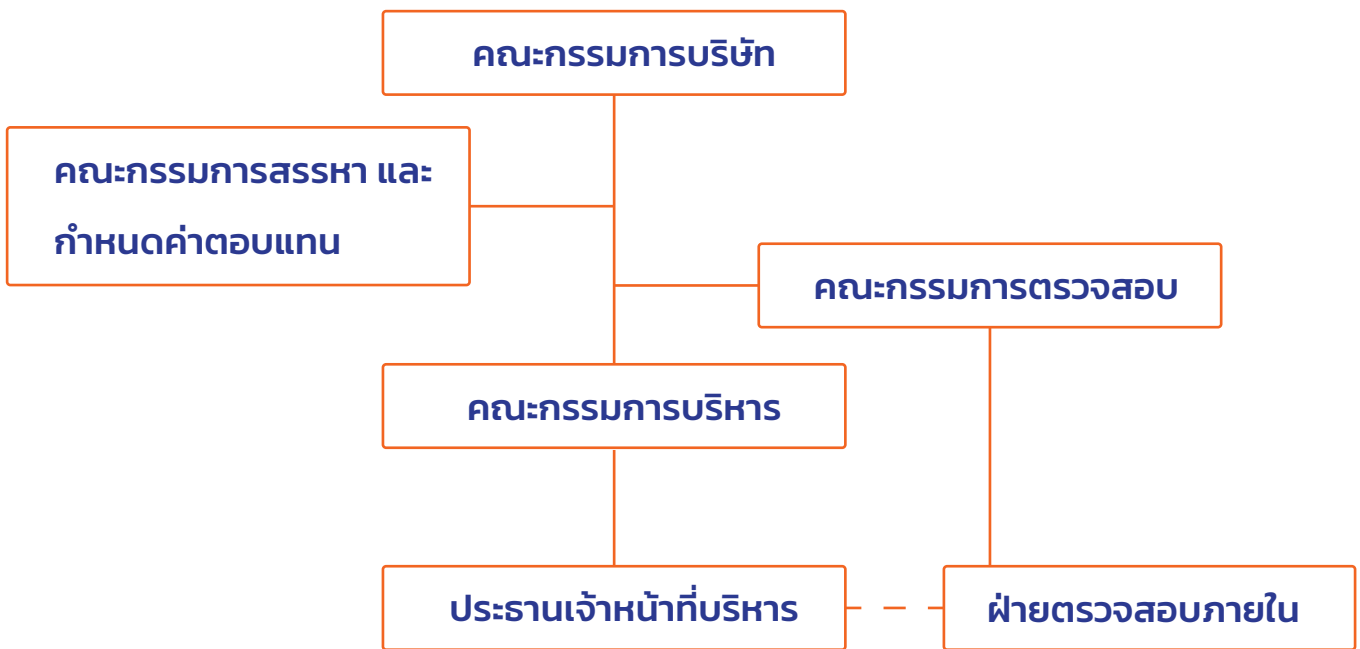 คณะกรรมการบริษัท
คณะกรรมการสรรหา และ
กำหนดค่าตอบแทน
คณะกรรมการตรวจสอบ
คณะกรรมการบริหาร
ประธานเจ้าหน้าที่บริหาร
ฝ่ายตรวจสอบภายใน